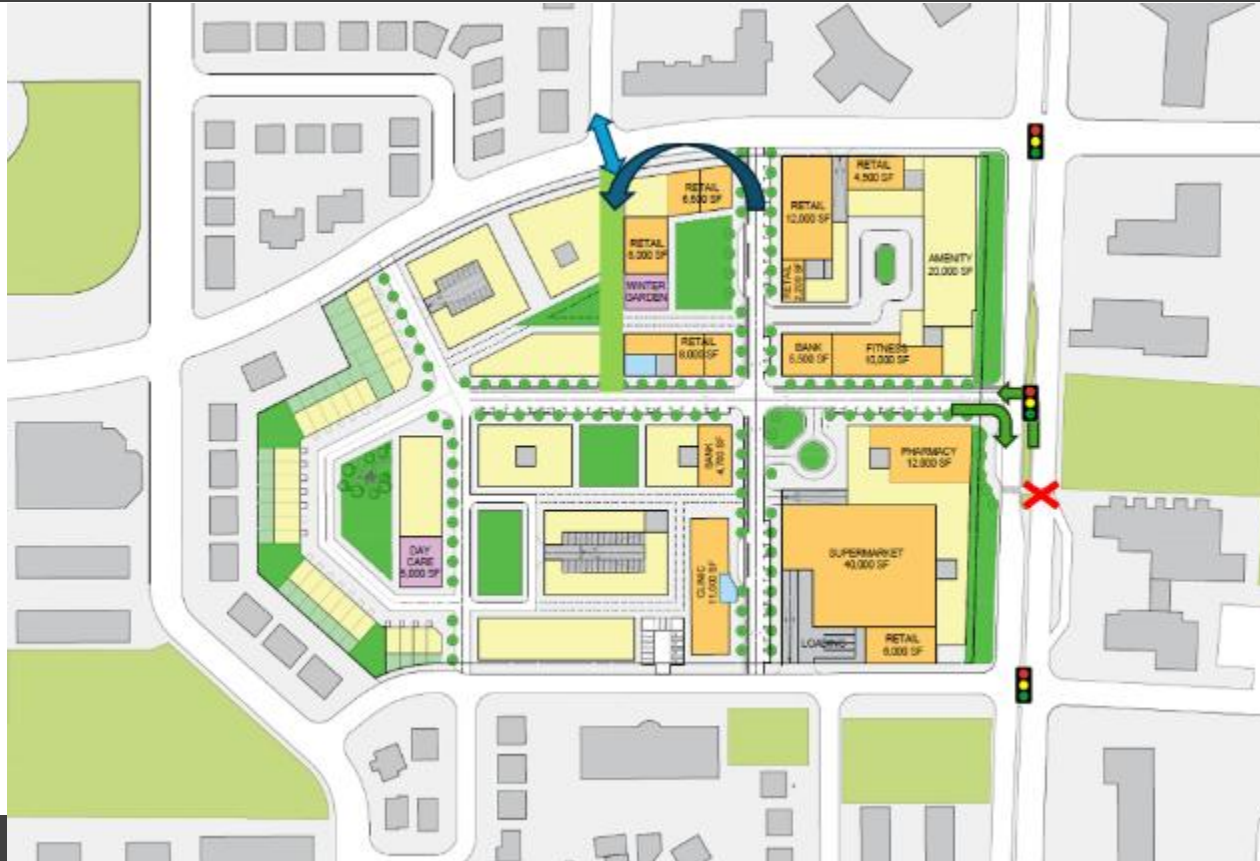 RETAIL
4,500 SF
RETAIL
6,500 SF
RETAIL
12,000 SF
RETAIL
WINTER
GARDEN
RETAIL
2,200 SF
AMENITY
20,000 SF
RETAIL
8,000 SF
BANK
5,500 SF
FITNESS
10,000 SF
BANK
4,700 SF
PHARMACY
12,000 SF
DAY
CARE
5,000 SF
CLINIC
11,000 SF
SUPERMARKET
40,000 SF
LOADING
RETAIL
6,000 SF